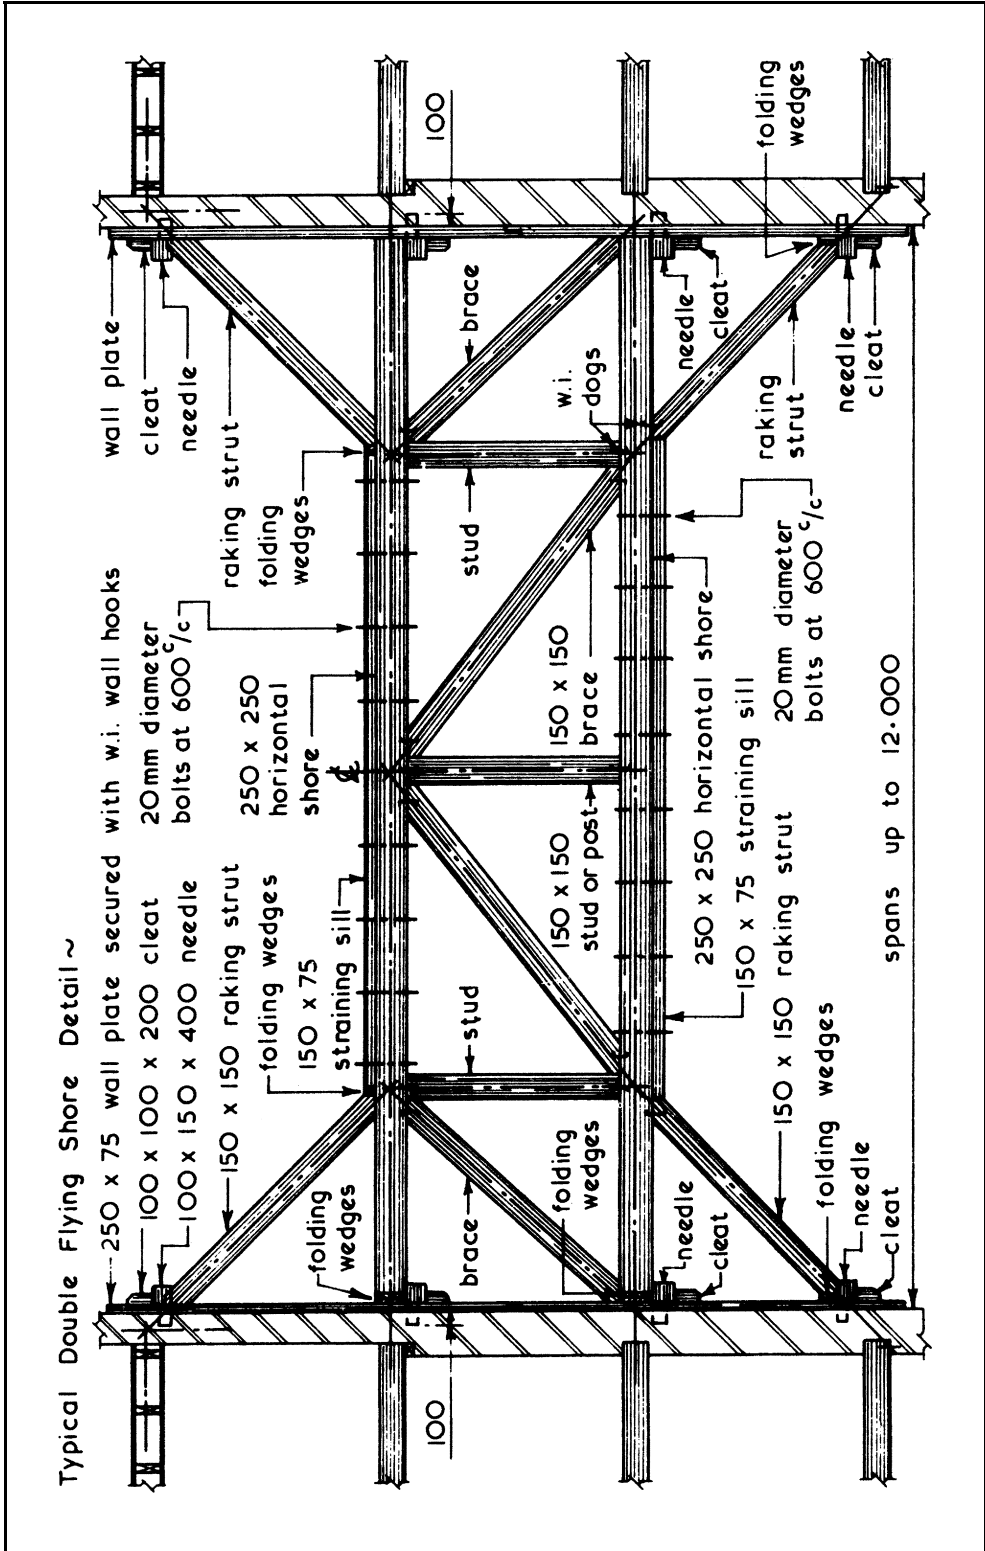 Typical Double Flying Shore Detail~
250 x 75 wall plate secured with w.i. wall hooks
wall plate
100 x 100 x 200 cleat
20mm diameter
cleat
100 x 150 x 400 needle
bolts at 600 c/c
needle
150 x 150 raking strut
250 x 250
horizontal
shore
raking strut
folding wedges
folding
wedges
150 x 75
straining sill
folding
wedges
100
℄
100
brace
stud
stud
brace
folding
wedges
150 x 150
stud or post
150 x 150
brace
w.i.
dogs
needle
cleat
250 x 250 horizontal shore
needle
cleat
150 x 75 straining sill
150 x 150 raking strut
20mm diameter
bolts at 600 c/c
raking
strut
folding
wedges
folding wedges
needle
cleat
needle
cleat
spans up to 12·000